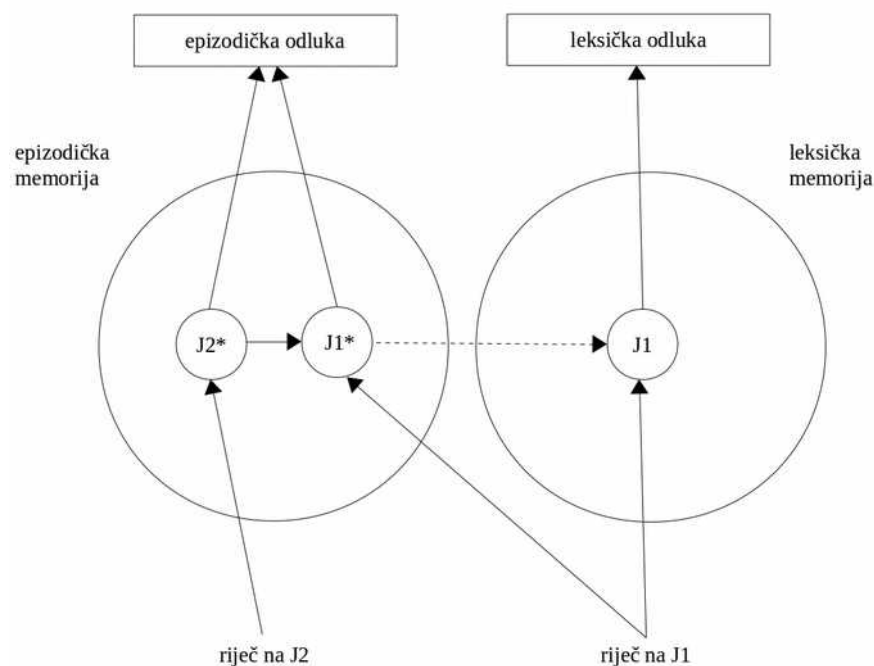 epizodička odluka
leksička odluka
epizodička
memorija
leksička
memorija
J2*
J1*
J1
riječ na J2
riječ na J1